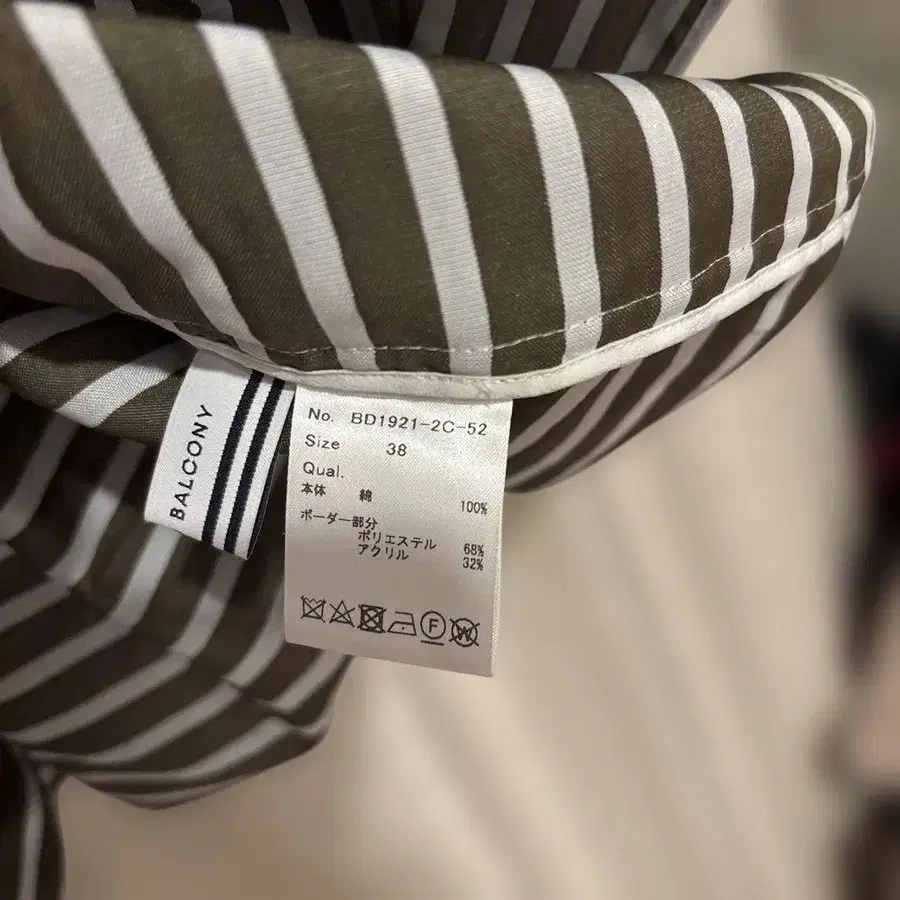 BALCONY
No. BD1921-2C-52
Size 38
Qual.
本体 綿 100%
ボーダー部分
ポリエステル 68%
アクリル 32%
F W